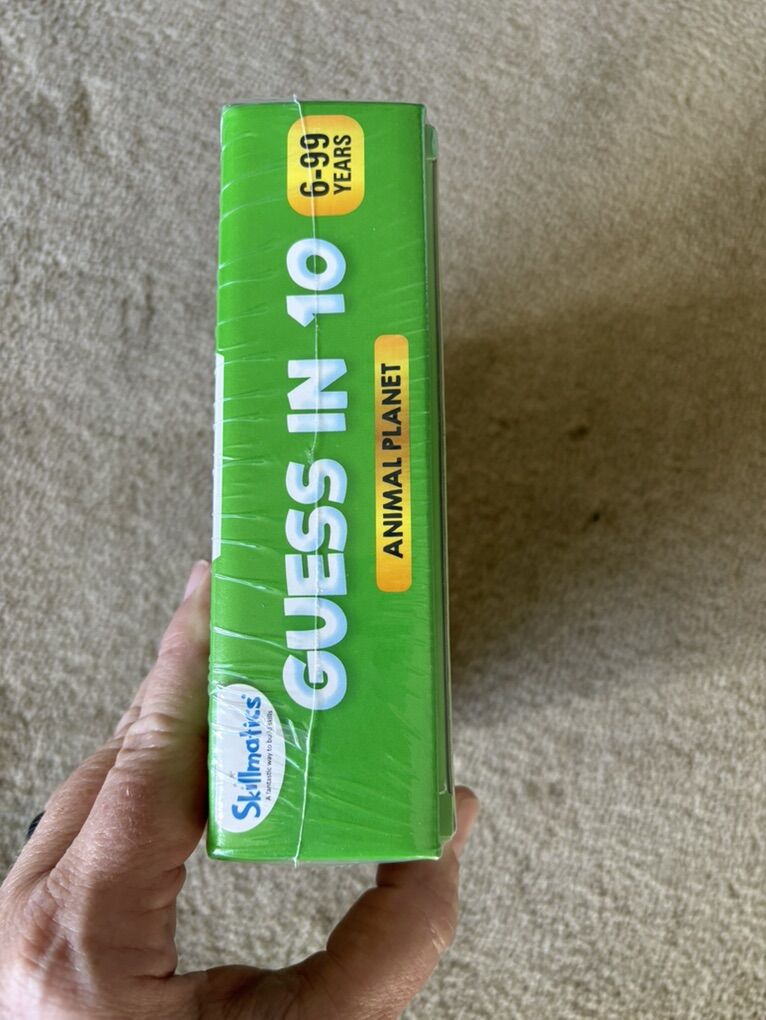 Skillmatics
A fantastic way to build skills
GUESS IN 10
ANIMAL PLANET
6-99
YEARS